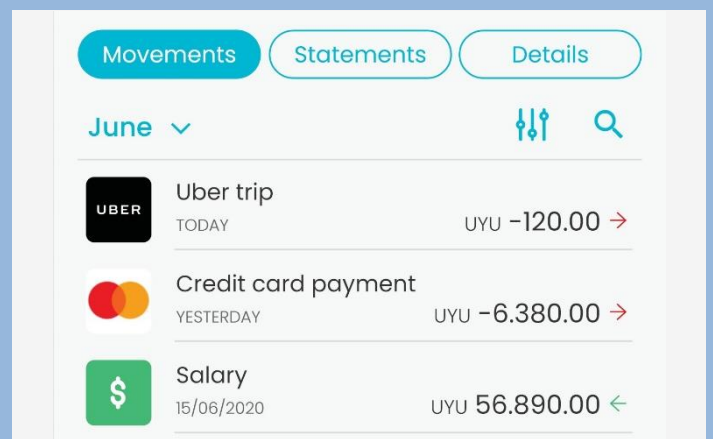 Movements Statements Details
June
UBER
Uber trip
TODAY
UYU -120.00
Credit card payment
YESTERDAY
UYU -6.380.00
$
Salary
15/06/2020
UYU 56.890.00